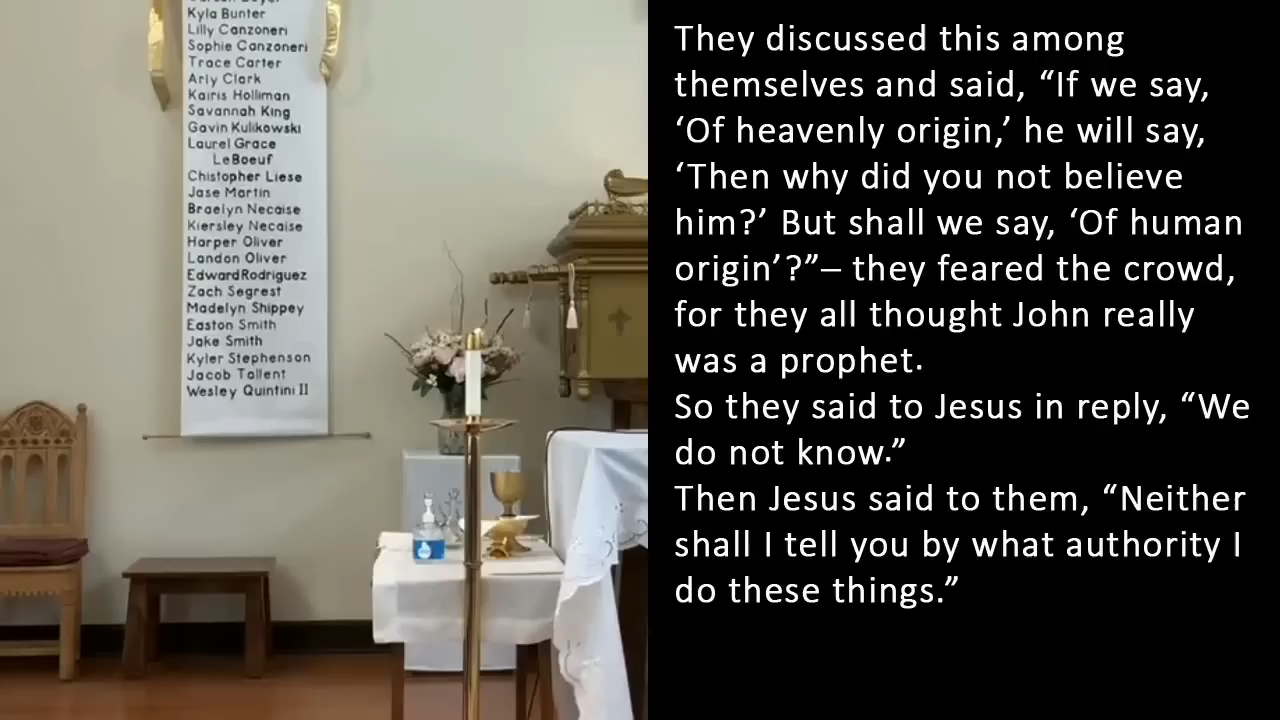 Kyla Bunter
Lilly Canzoneri
Sophie Canzoneri
Trace Carter
Arly Clark
Kairis Holliman
Savannah King
Gavin Kulikowski
Laurel Grace
LeBoeuf
Chistopher Liese
Jase Martin
Braelyn Necaise
Kiersley Necaise
Harper Oliver
Landon Oliver
Edward Rodriguez
Zach Segrest
Madelyn Shippey
Easton Smith
Jake Smith
Kyler Stephenson
Jacob Tallent
Wesley Quintini II
They discussed this among
themselves and said, “If we say,
‘Of heavenly origin,’ he will say,
‘Then why did you not believe
him?’ But shall we say, ‘Of human
origin’?”– they feared the crowd,
for they all thought John really
was a prophet.
So they said to Jesus in reply, “We
do not know.”
Then Jesus said to them, “Neither
shall I tell you by what authority I
do these things.”